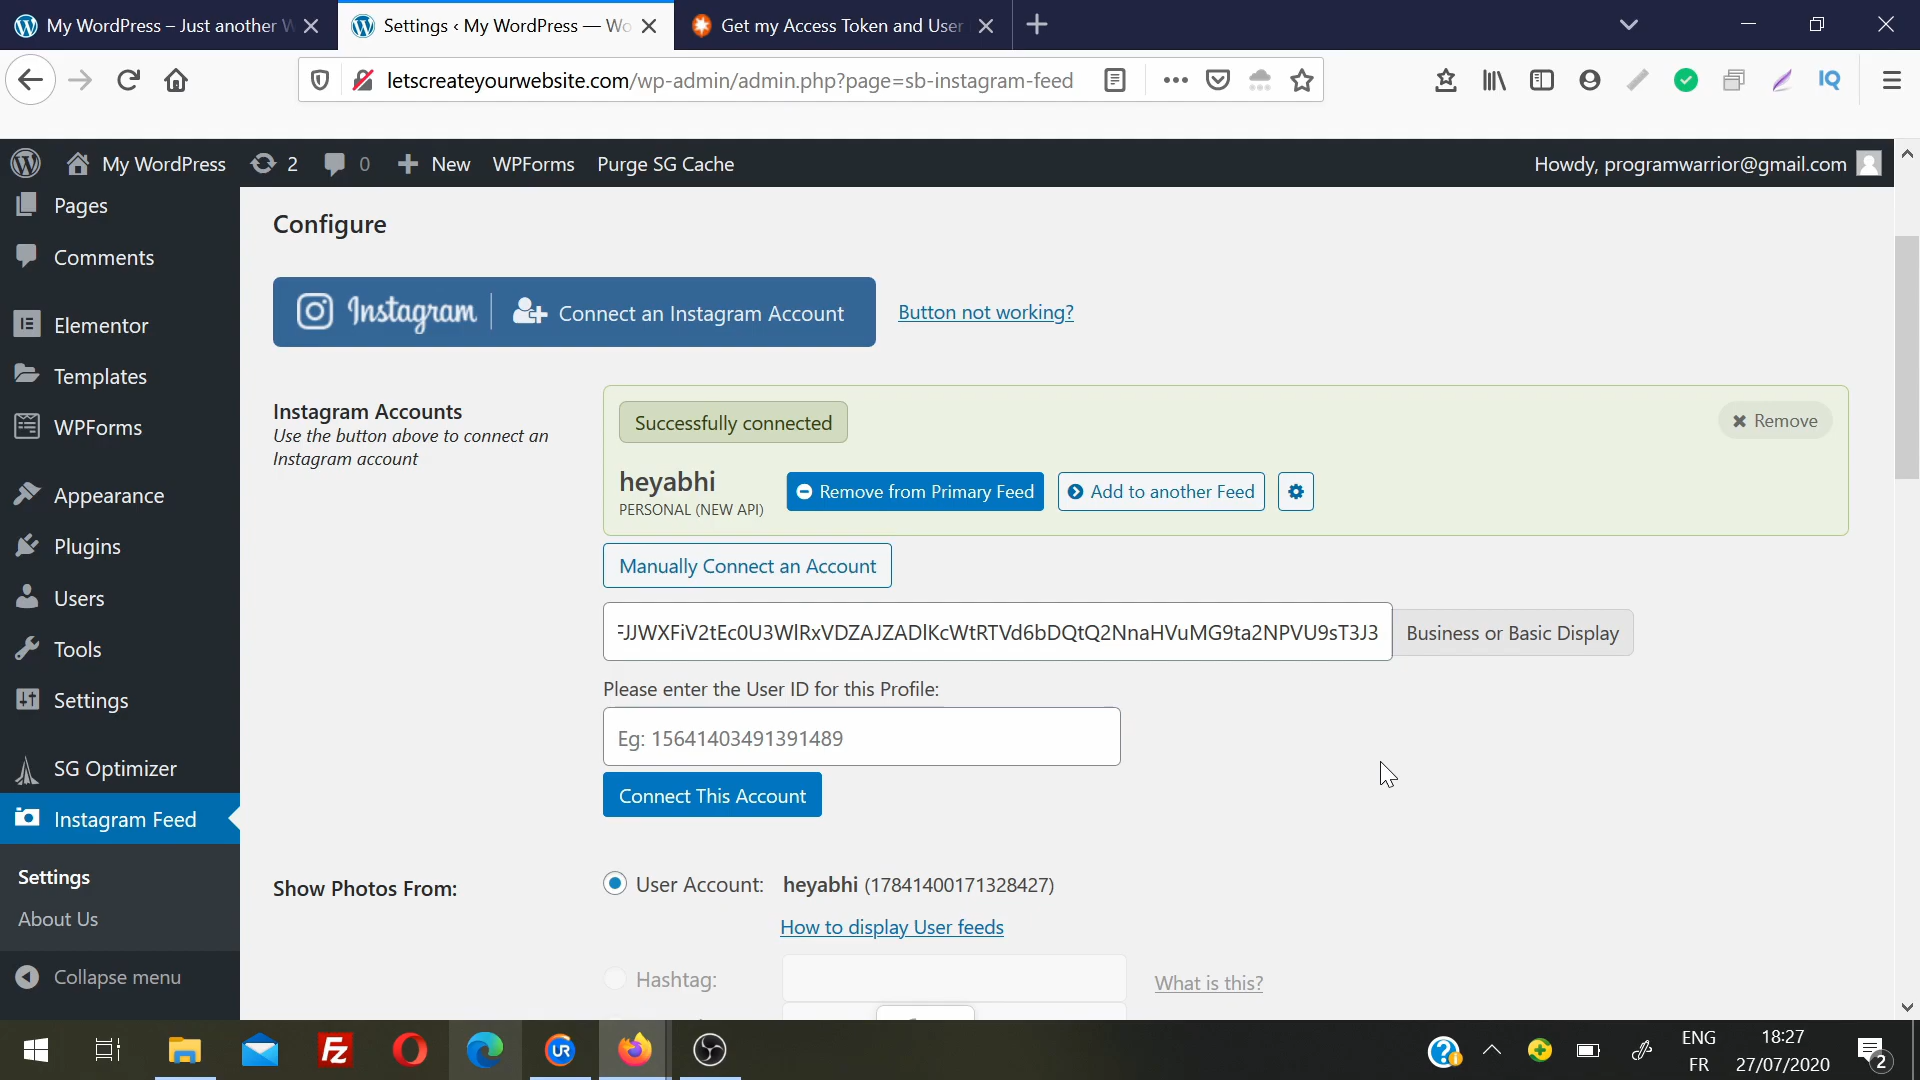 My WordPress – Just another W
Settings ‹ My WordPress — Wo
Get my Access Token and User
letscreateyourwebsite.com/wp-admin/admin.php?page=sb-instagram-feed
IQ
My WordPress
2
0
New
WPForms
Purge SG Cache
Howdy, programwarrior@gmail.com
Pages
Comments
Elementor
Templates
WPForms
Appearance
Plugins
Users
Tools
Settings
SG Optimizer
Instagram Feed
Settings
About Us
Collapse menu
Configure
Instagram
Connect an Instagram Account
Button not working?
Instagram Accounts
Use the button above to connect an
Instagram account
Successfully connected
Remove
heyabhi
PERSONAL (NEW API)
Remove from Primary Feed
Add to another Feed
Manually Connect an Account
FJJWXFiV2tEc0U3WlRxVDZAJZADlKcWtRTVd6bDQtQ2NnaHVuMG9ta2NPVU9sT3J3
Business or Basic Display
Please enter the User ID for this Profile:
Eg: 15641403491391489
Connect This Account
Show Photos From:
User Account:
heyabhi (17841400171328427)
How to display User feeds
Hashtag:
What is this?
Fz
UR
ENG
FR
18:27
27/07/2020
2